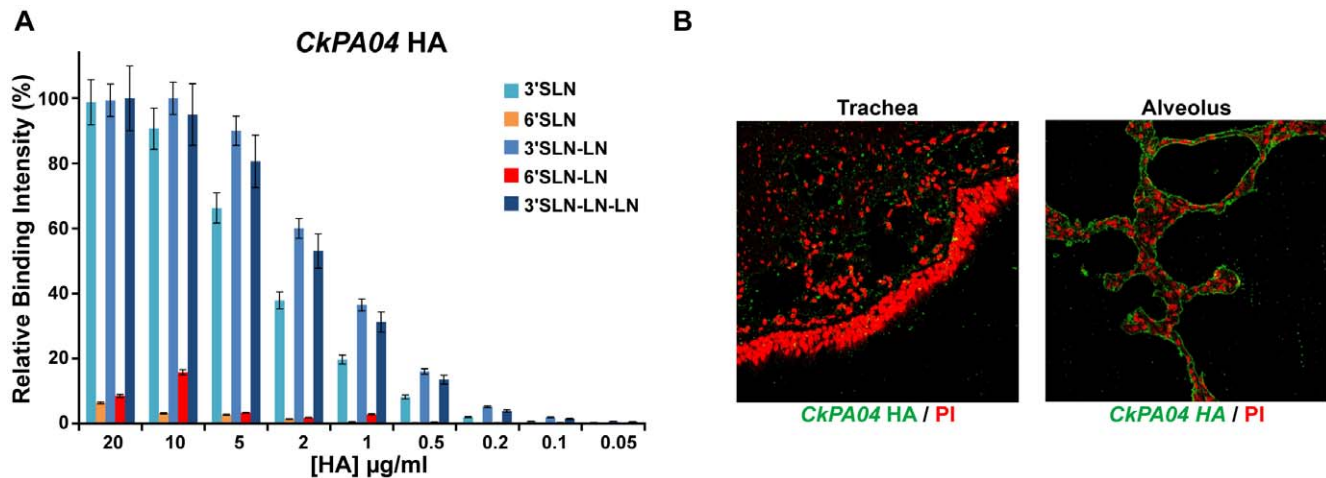 A
CkPA04 HA
Relative Binding Intensity (%)
100
80
60
40
20
0
3'SLN
6'SLN
3'SLN-LN
6'SLN-LN
3'SLN-LN-LN
20 10 5 2 1 0.5 0.2 0.1 0.05
[HA] µg/ml
B
Trachea
CkPA04 HA / PI
Alveolus
CkPA04 HA / PI